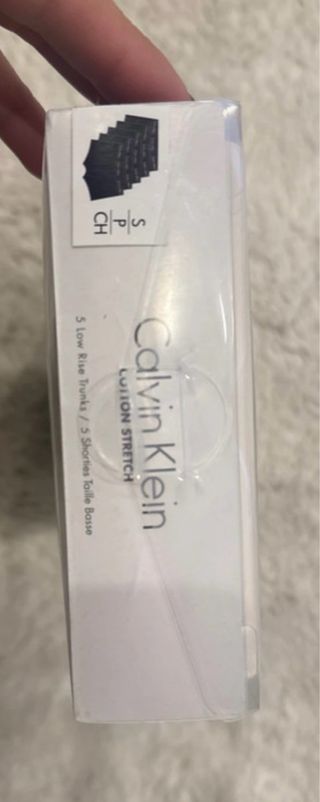 S
P
CH
Calvin Klein
COTTON STRETCH
5 Low Rise Trunks / 5 Shorties Taille Basse